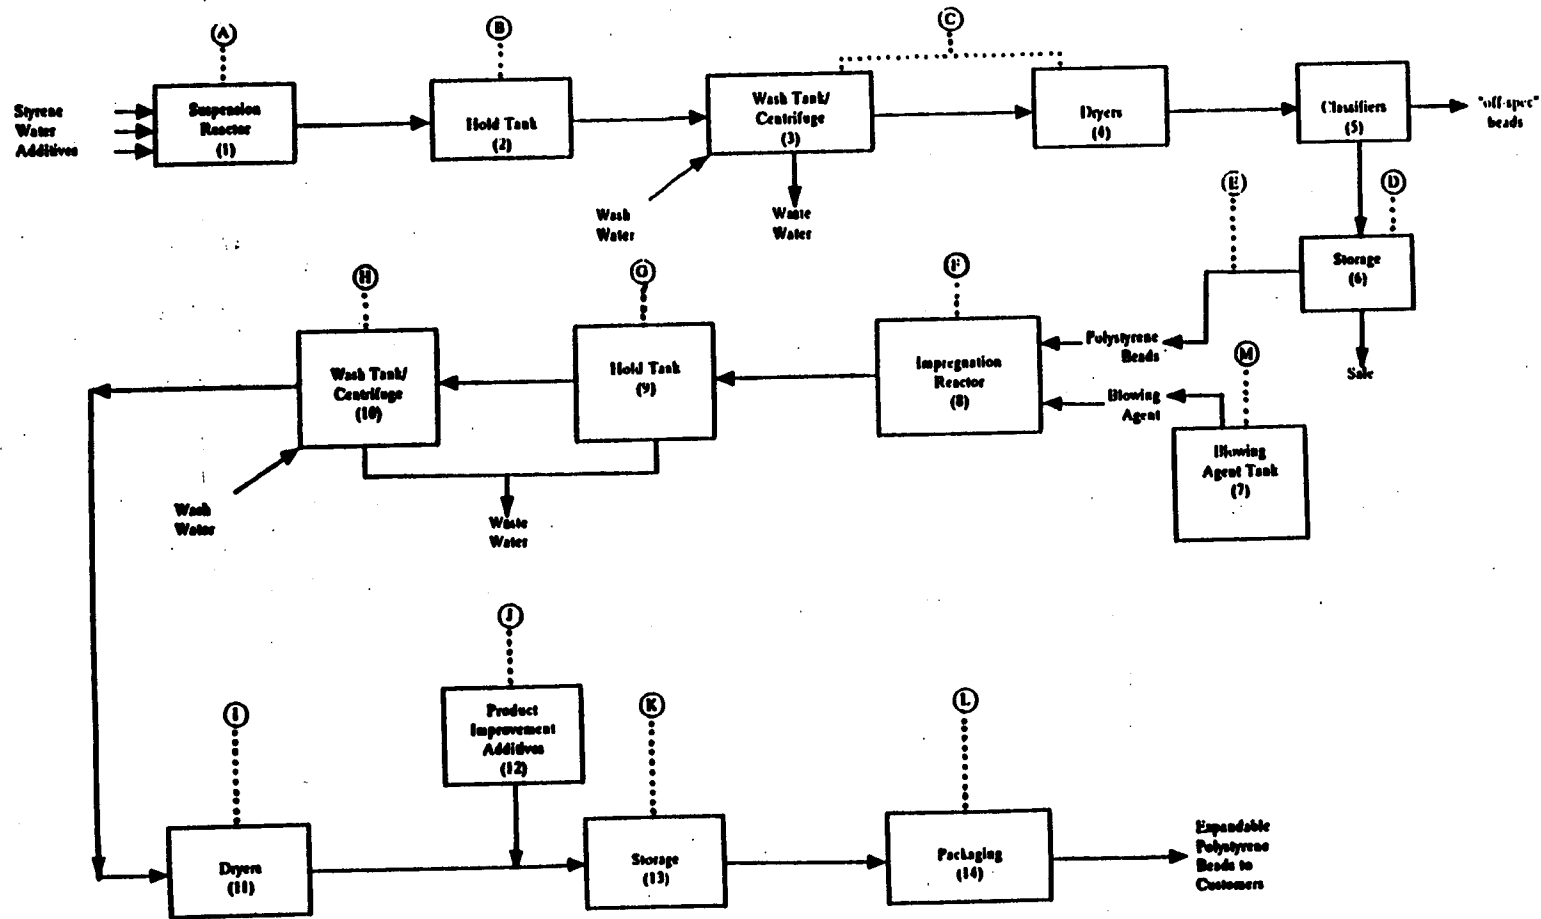 A
B
C
Styrene
Water
Additives
Suspension
Reactor
(1)
Hold Tank
(2)
Wash Tank/
Centrifuge
(3)
Dryers
(4)
Classifiers
(5)
"off-spec"
beads
Wash
Water
Waste
Water
E
D
Storage
(6)
Sale
H
G
F
M
Wash Tank/
Centrifuge
(10)
Hold Tank
(9)
Impregnation
Reactor
(8)
Polystyrene
Beads
Blowing
Agent
Blowing
Agent Tank
(7)
Wash
Water
Waste
Water
J
I
K
L
Product
Improvement
Additives
(12)
Dryers
(11)
Storage
(13)
Packaging
(14)
Expandable
Polystyrene
Beads to
Customers